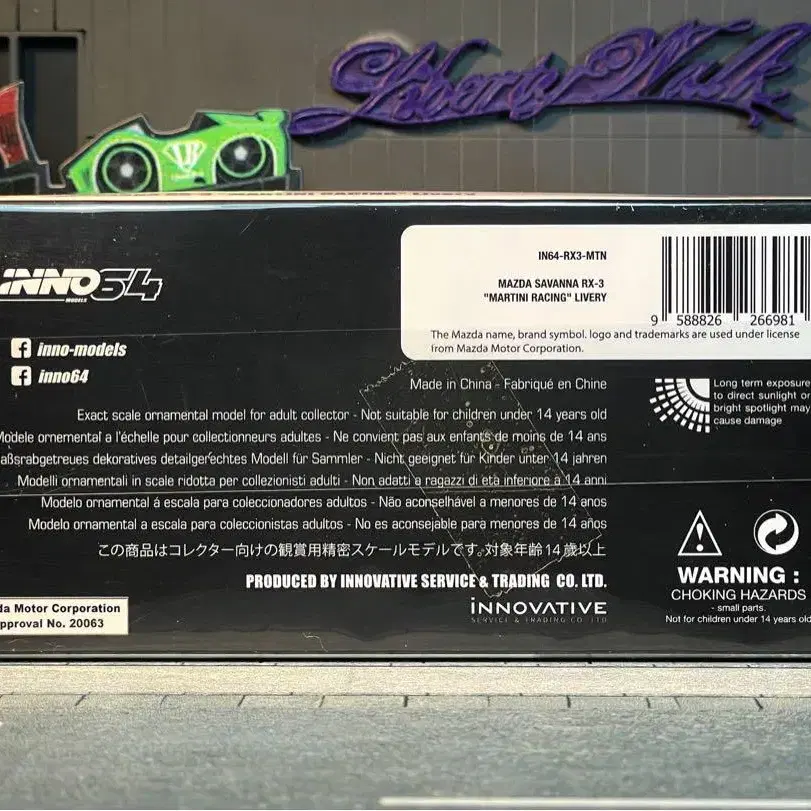 Liberty Walk
LB
"MARTINI RACING" LIVERY
INNO64
MODELS
IN64-RX3-MTN
MAZDA SAVANNA RX-3
"MARTINI RACING" LIVERY
9 588826 266981
The Mazda name, brand symbol. logo and trademarks are used under license
from Mazda Motor Corporation.
inno-models
inno64
Made in China - Fabriqué en Chine
Long term exposure
to direct sunlight or
bright spotlight may
cause damage
Exact scale ornamental model for adult collector - Not suitable for children under 14 years old
Modele ornemental a l'échelle pour collectionneurs adultes - Ne convient pas aux enfants de moins de 14 ans
aßsrabgetreues dekoratives detailgerechtes Modell für Sammler - Nicht geeignet für Kinder unter 14 jahren
Modelli ornamentali in scale ridotta per collezionisti adulti - Non adatti a ragazzi di età inferiore a 14 anni
Modelo ornamental á escala para coleccionadores adultos - Não aconselhável a menores de 14 anos
Modelo ornamental a escala para coleccionistas adultos - No es aconsejable para menores de 14 años
この商品はコレクター向けの観賞用精密スケールモデルです。対象年齢14歳以上
PRODUCED BY INNOVATIVE SERVICE & TRADING CO. LTD.
INNOVATIVE
SERVICE & TRADING CO LTD
WARNING :
CHOKING HAZARDS
- small parts.
Not for children under 14 years old
da Motor Corporation
pproval No. 20063